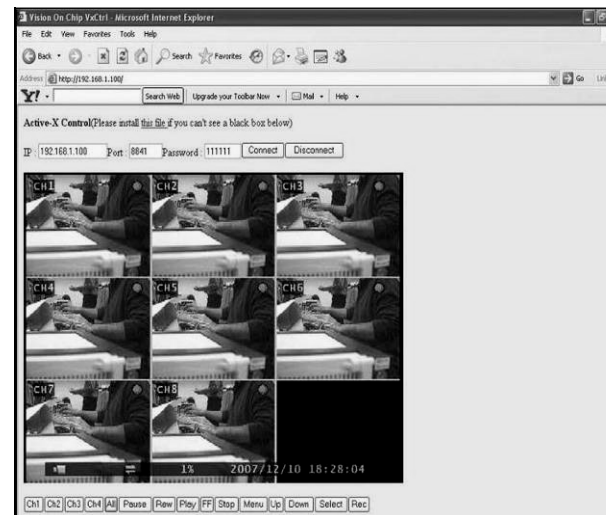 Vision On Chip VxCtrl - Microsoft Internet Explorer
File Edit View Favorites Tools Help
Back Search Favorites
Address http://192.168.1.100/ Go
Y! Search Web Upgrade your Toolbar Now Mail Help
Active-X Control(Please install this file if you can't see a black box below)
IP : 192.168.1.100 Port : 8841 Password : 111111 Connect Disconnect
CH1 CH2 CH3
CH4 CH5 CH6
CH7 CH8
1% 2007/12/10 18:28:04
Ch1 Ch2 Ch3 Ch4 All Pause Rew Play FF Stop Menu Up Down Select Rec